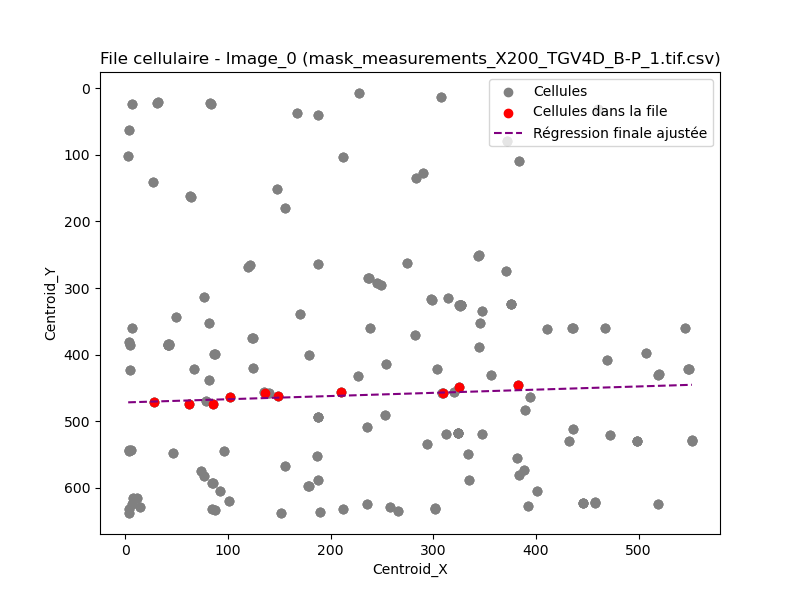 File cellulaire - Image_0 (mask_measurements_X200_TGV4D_B-P_1.tif.csv)
Cellules
Cellules dans la file
Régression finale ajustée
0
100
200
300
400
500
600
Centroid_Y
0 100 200 300 400 500
Centroid_X